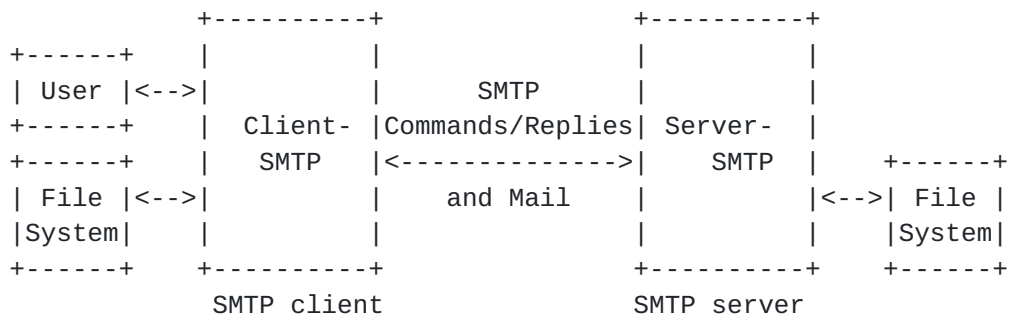 +----------+                +----------+
+------+      |          |                |          |
| User |<-->|          |      SMTP      |          |
+------+    |  Client- |Commands/Replies| Server-  |
+------+    |   SMTP   |<-------------->|    SMTP  |    +------+
| File |<-->|          |    and Mail    |          |<-->| File |
|System|    |          |                |          |    |System|
+------+    +----------+                +----------+    +------+
             SMTP client                SMTP server